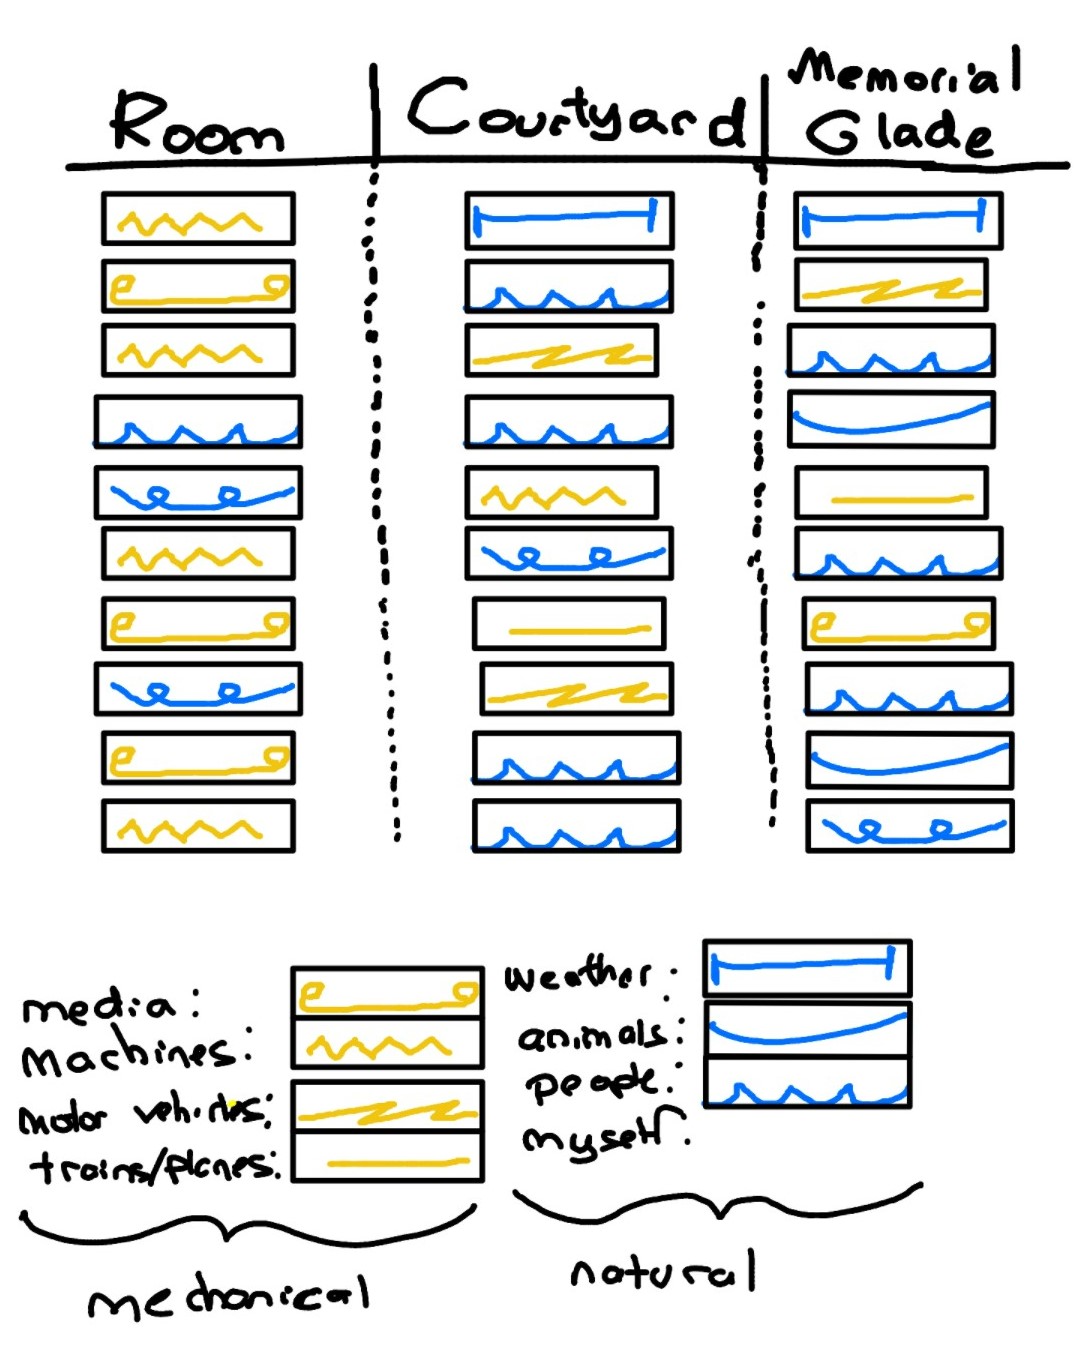 Room
Courtyard
Memorial
Glade
media:
Machines:
Motor vehicles:
trains/planes:
mechanical
weather:
animals:
people:
myself:
natural